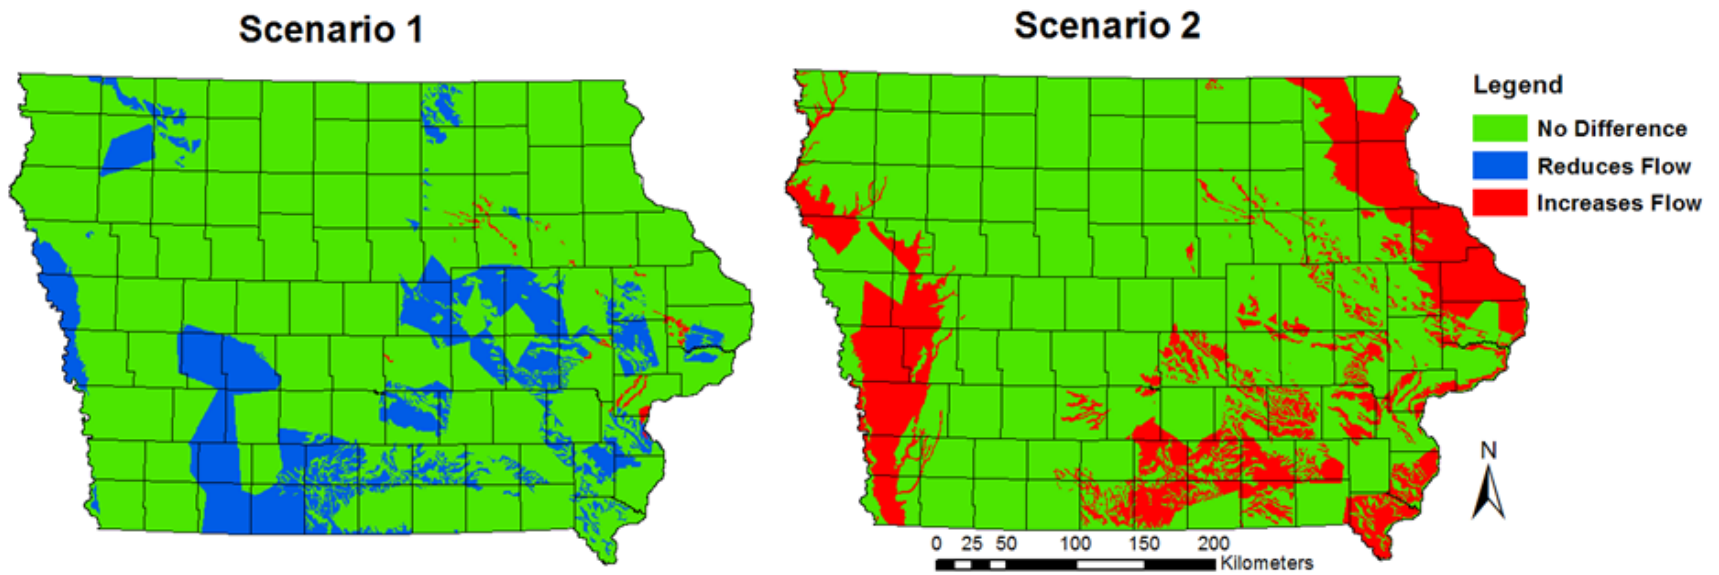 Scenario 1
Scenario 2
Legend
No Difference
Reduces Flow
Increases Flow
N
0 25 50 100 150 200
Kilometers